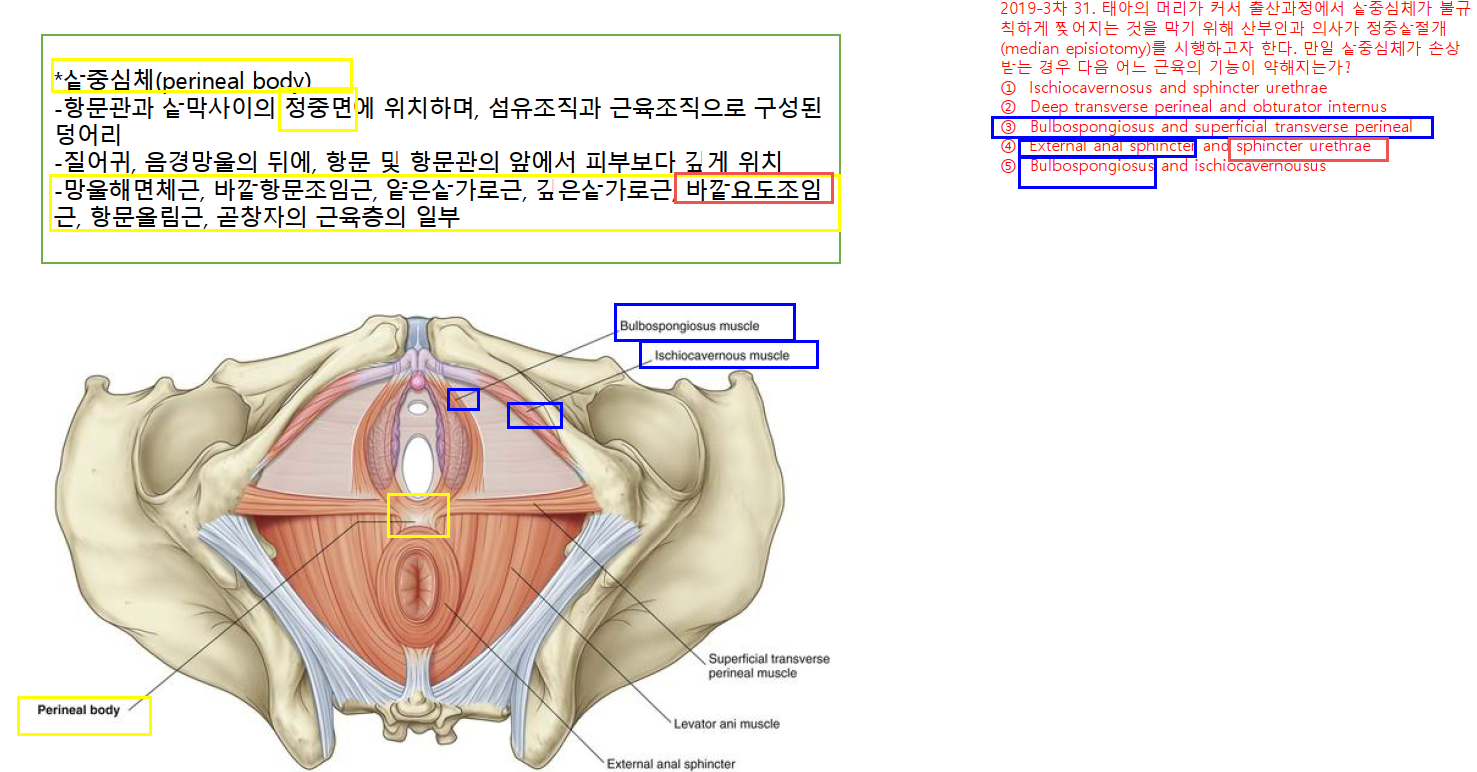 *샅중심체(perineal body)
-항문관과 샅막사이의 정중면에 위치하며, 섬유조직과 근육조직으로 구성된
덩어리
-질어귀, 음경망울의 뒤에, 항문 및 항문관의 앞에서 피부보다 깊게 위치
-망울해면체근, 바깥항문조임근, 얕은샅가로근, 깊은샅가로근, 바깥요도조임
근, 항문올림근, 곧창자의 근육층의 일부
2019-3차 31. 태아의 머리가 커서 출산과정에서 샅중심체가 불규
칙하게 찢어지는 것을 막기 위해 산부인과 의사가 정중샅절개
(median episiotomy)를 시행하고자 한다. 만일 샅중심체가 손상
받는 경우 다음 어느 근육의 기능이 약해지는가?
① Ischiocavernosus and sphincter urethrae
② Deep transverse perineal and obturator internus
③ Bulbospongiosus and superficial transverse perineal
④ External anal sphincter and sphincter urethrae
⑤ Bulbospongiosus and ischiocavernousus
Bulbospongiosus muscle
Ischiocavernous muscle
Superficial transverse
perineal muscle
Perineal body
Levator ani muscle
External anal sphincter